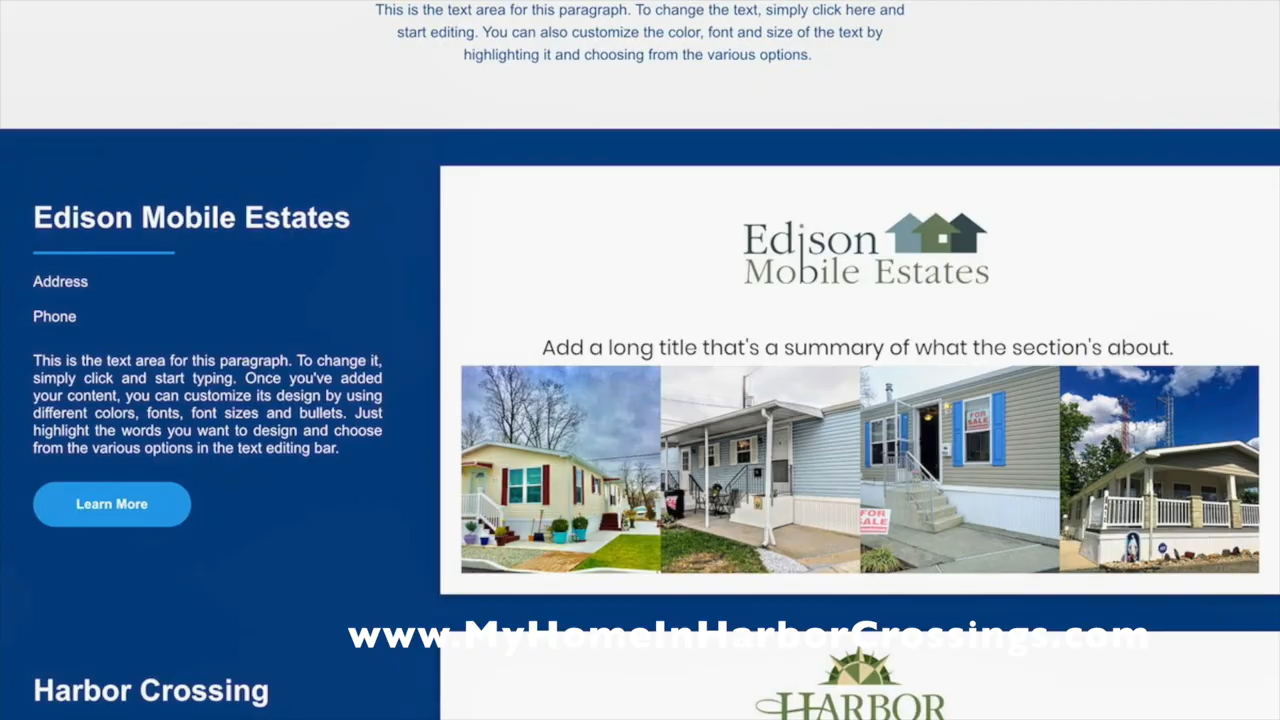 This is the text area for this paragraph. To change the text, simply click here and
start editing. You can also customize the color, font and size of the text by
highlighting it and choosing from the various options.
Edison Mobile Estates
Address
Phone
This is the text area for this paragraph. To change it,
simply click and start typing. Once you've added
your content, you can customize its design by using
different colors, fonts, font sizes and bullets. Just
highlight the words you want to design and choose
from the various options in the text editing bar.
Learn More
Edison
Mobile Estates
Add a long title that's a summary of what the section's about.
FOR
SALE
FOR
SALE
www.MyHomeInHarborCrossings.com
Harbor Crossing
HARBOR